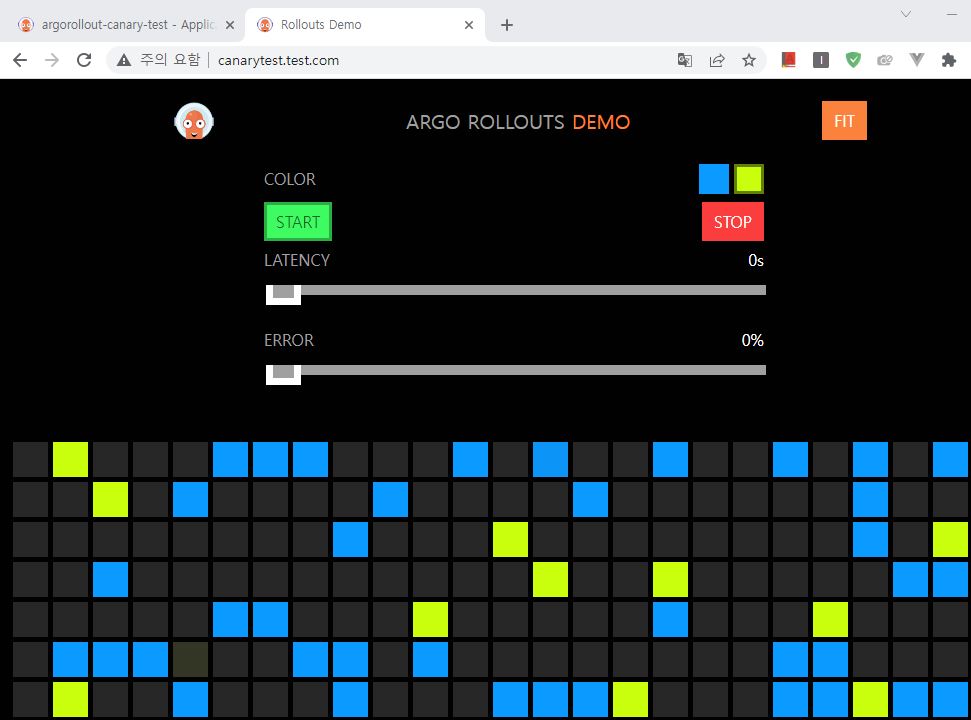 argorollout-canary-test - Applic
Rollouts Demo
주의 요함
canarytest.test.com
ARGO ROLLOUTS DEMO
FIT
COLOR
START
STOP
LATENCY
0s
ERROR
0%